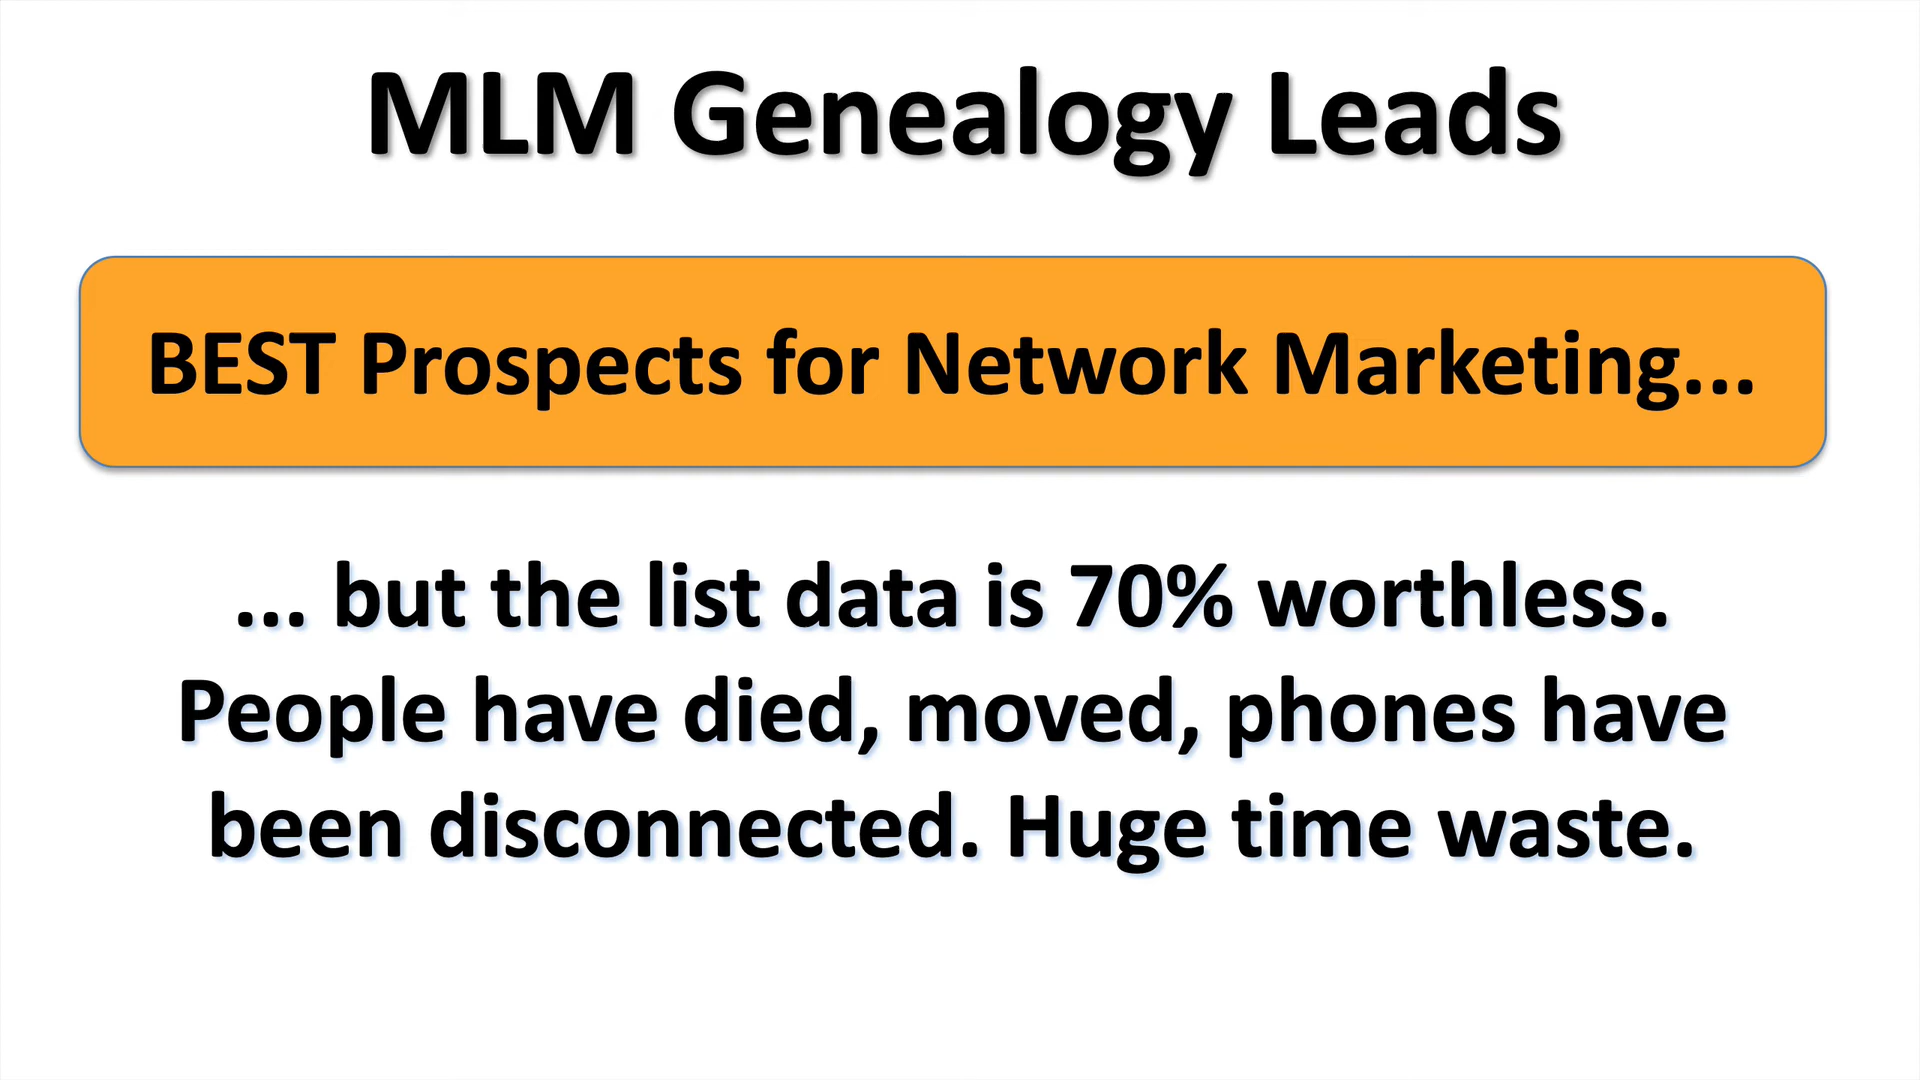 MLM Genealogy Leads
BEST Prospects for Network Marketing...
... but the list data is 70% worthless.
People have died, moved, phones have
been disconnected. Huge time waste.